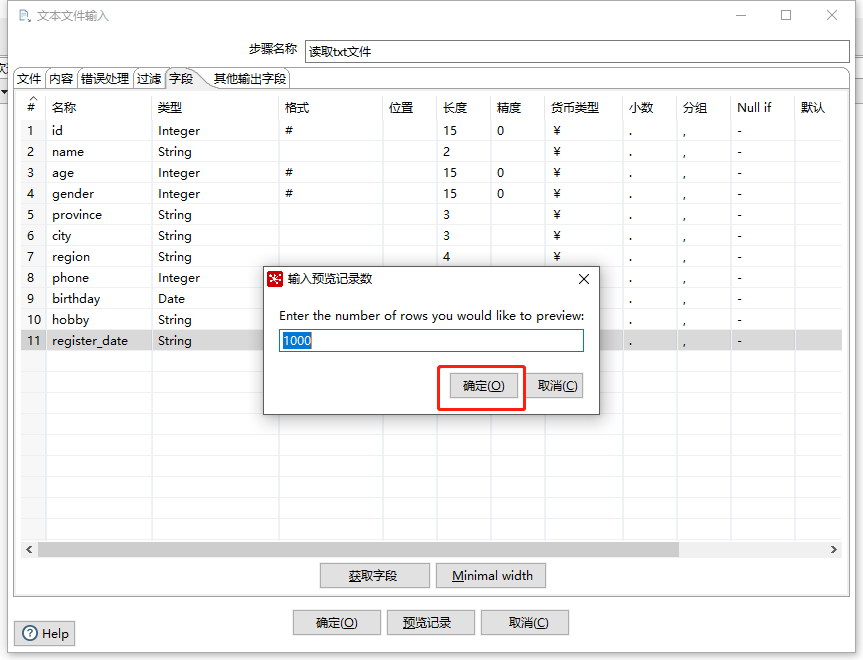 文本文件输入
步骤名称 读取txt文件
文件 内容 错误处理 过滤 字段 其他输出字段
# 名称 类型 格式 位置 长度 精度 货币类型 小数 分组 Null if 默认
1 id Integer # 15 0 ¥ . , -
2 name String 2 ¥ . , -
3 age Integer # 15 0 ¥ . , -
4 gender Integer # 15 0 ¥ . , -
5 province String 3 ¥ . , -
6 city String 3 ¥ . , -
7 region String 4 ¥ . , -
8 phone Integer . , -
9 birthday Date . , -
10 hobby String . , -
11 register_date String . , -
输入预览记录数
Enter the number of rows you would like to preview:
1000
确定(O) 取消(C)
获取字段 Minimal width
确定(O) 预览记录 取消(C)
Help